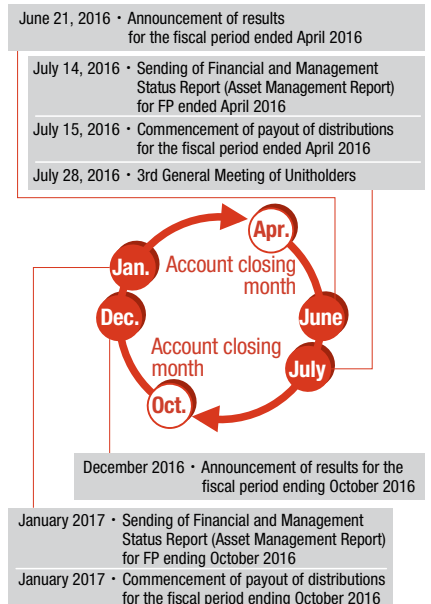 June 21, 2016・Announcement of results
for the fiscal period ended April 2016
July 14, 2016・Sending of Financial and Management
Status Report (Asset Management Report)
for FP ended April 2016
July 15, 2016・Commencement of payout of distributions
for the fiscal period ended April 2016
July 28, 2016・3rd General Meeting of Unitholders
Apr.
Jan.
Account closing
month
Dec.
June
Account closing
month
July
Oct.
December 2016・Announcement of results for the
fiscal period ending October 2016
January 2017・Sending of Financial and Management
Status Report (Asset Management Report)
for FP ending October 2016
January 2017・Commencement of payout of distributions
for the fiscal period ending October 2016